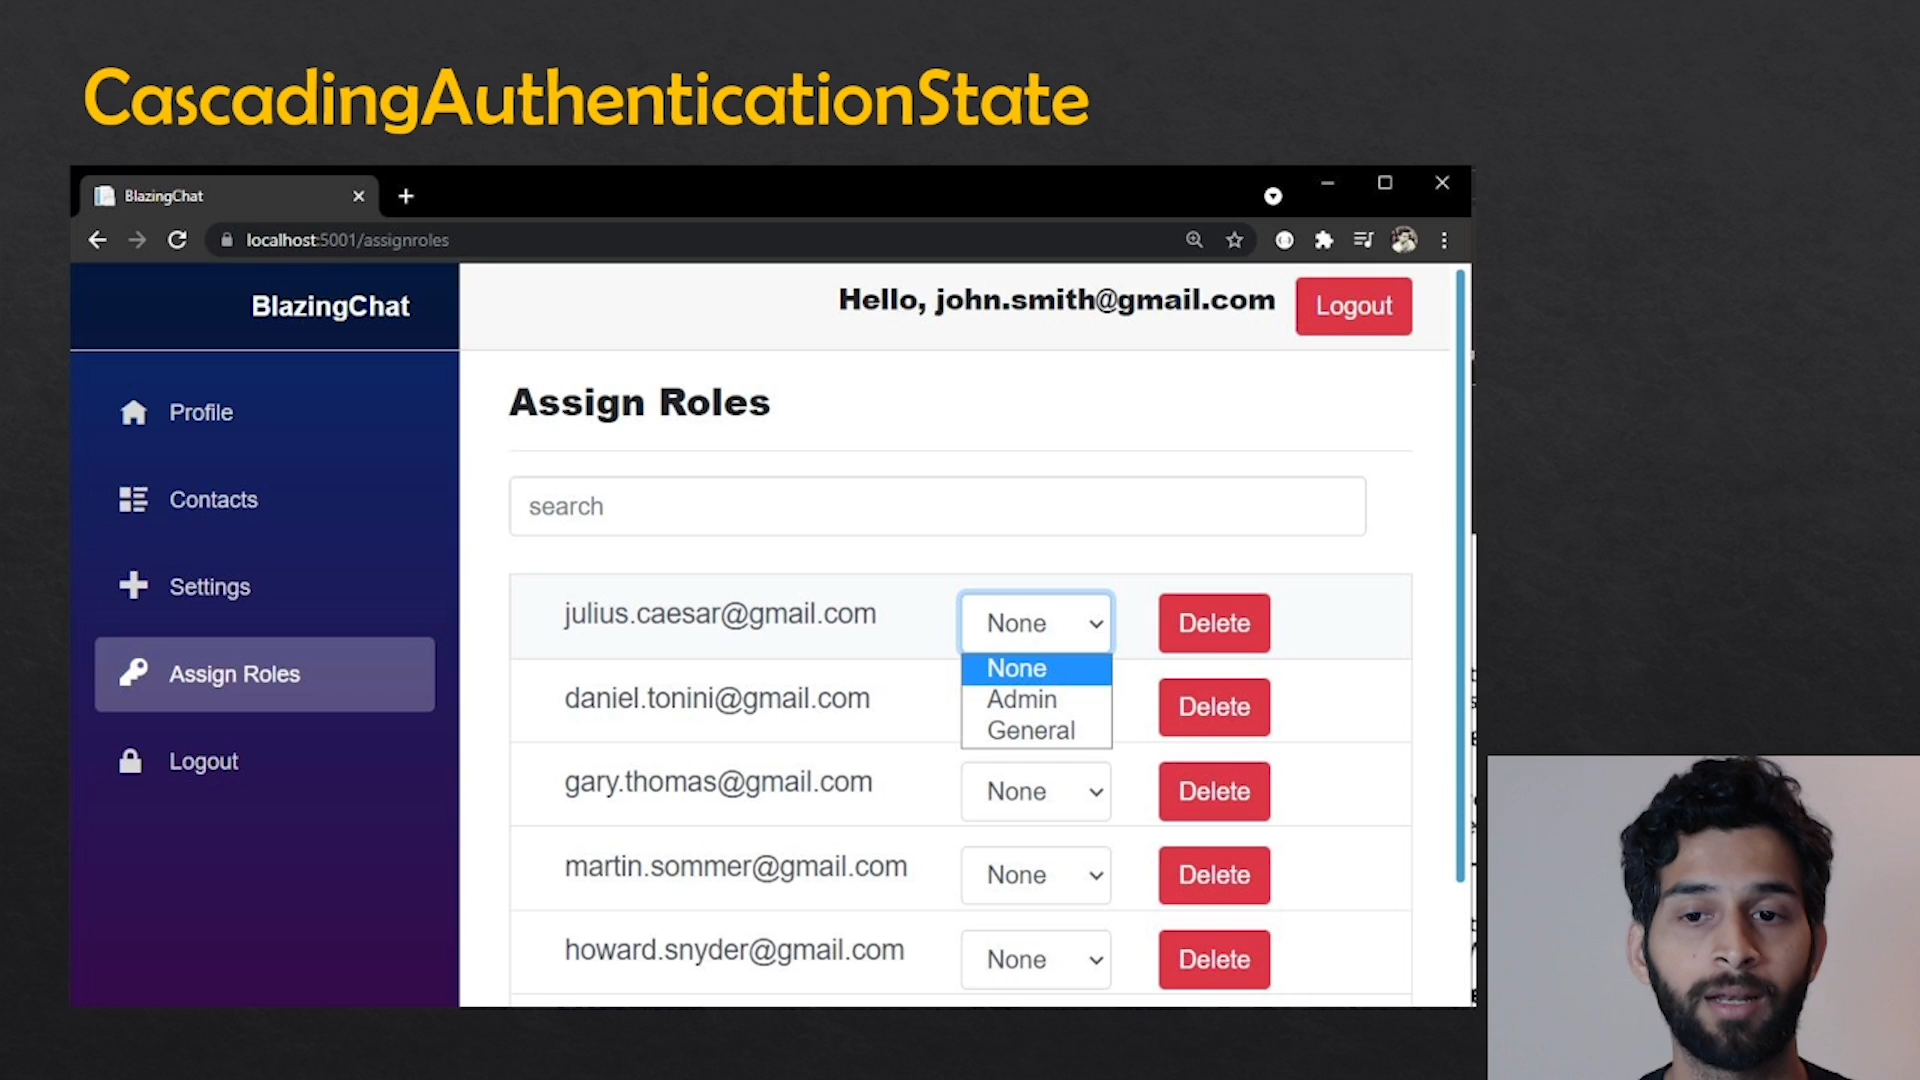 CascadingAuthenticationState
BlazingChat
localhost:5001/assignroles
BlazingChat
Hello, john.smith@gmail.com
Logout
Profile
Contacts
Settings
Assign Roles
Logout
Assign Roles
search
julius.caesar@gmail.com
None
Delete
None
Admin
General
daniel.tonini@gmail.com
Delete
gary.thomas@gmail.com
None
Delete
martin.sommer@gmail.com
None
Delete
howard.snyder@gmail.com
None
Delete